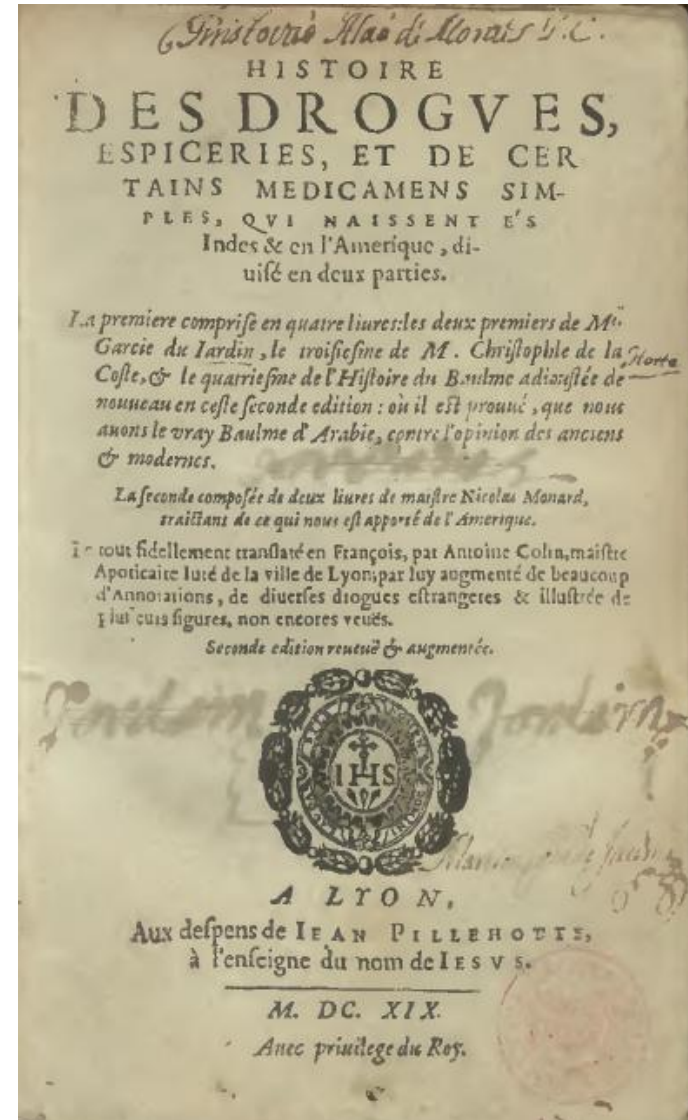 HISTOIRE
DES DROGVES,
ESPICERIES, ET DE CER
TAINS MEDICAMENS SIM-
PLES, QVI NAISSENT E'S
Indes & en l'Amerique, di-
uisé en deux parties.
La premiere comprise en quatre liures: les deux premiers de M.
Garcie du Iardin, le troisiesme de M. Christophle de la
Horta
Coste, & le quatriesme de l'Histoire du Baulme adioustée de
nouueau en ceste seconde edition: où il est prouué, que nous
auons le vray Baulme d'Arabie, contre l'opinion des anciens
& modernes.
La seconde composée de deux liures de maistre Nicolas Monard,
traittant de ce qui nous est apporté de l'Amerique.
Le tout fidellement translaté en François, par Antoine Colin, maistre
Apoticaire Iuré de la ville de Lyon; par luy augmenté de beaucoup
d'Annotations, de diuerses drogues estrangeres & illustrée de
plusieurs figures, non encores veuës.
Seconde edition reueuë & augmentée.
IHS
A LYON,
Aux despens de IEAN PILLEHOTTE,
à l'enseigne du nom de IESVS.
M. DC. XIX.
Auec priuilege du Roy.